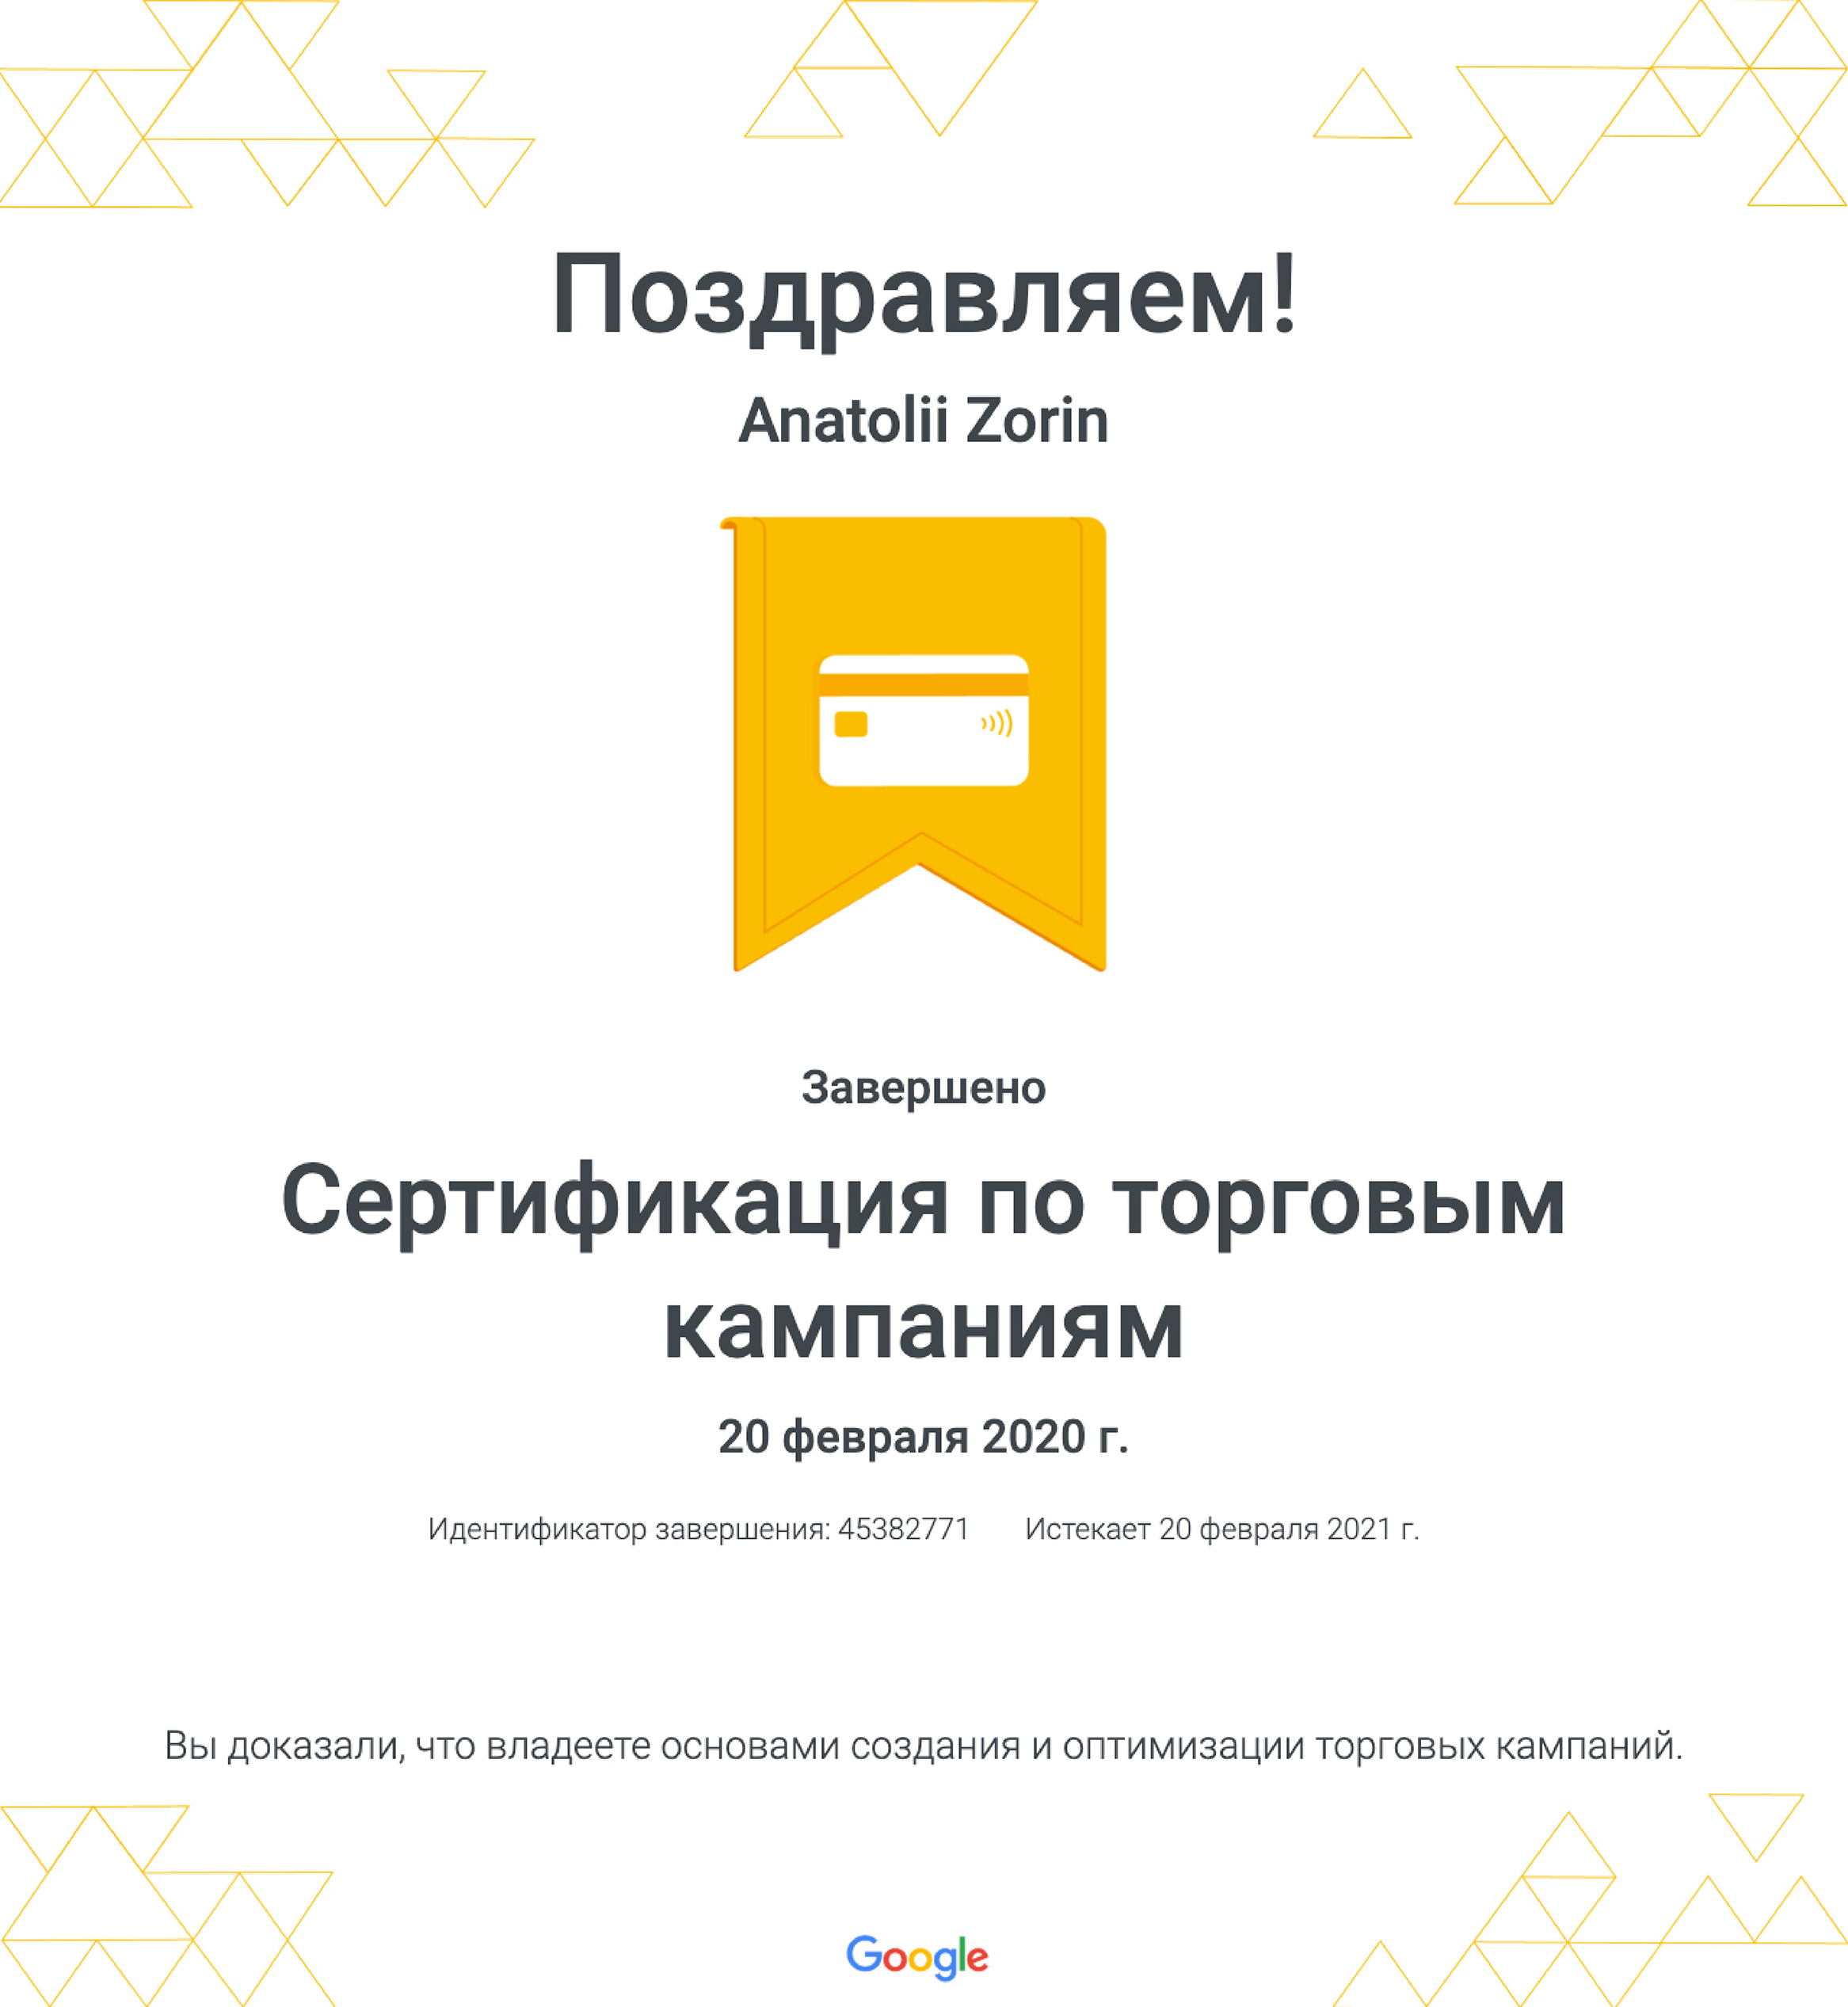 Поздравляем!
Anatolii Zorin
Завершено
Сертификация по торговым
кампаниям
20 февраля 2020 г.
Идентификатор завершения: 45382771 Истекает 20 февраля 2021 г.
Вы доказали, что владеете основами создания и оптимизации торговых кампаний.
Google